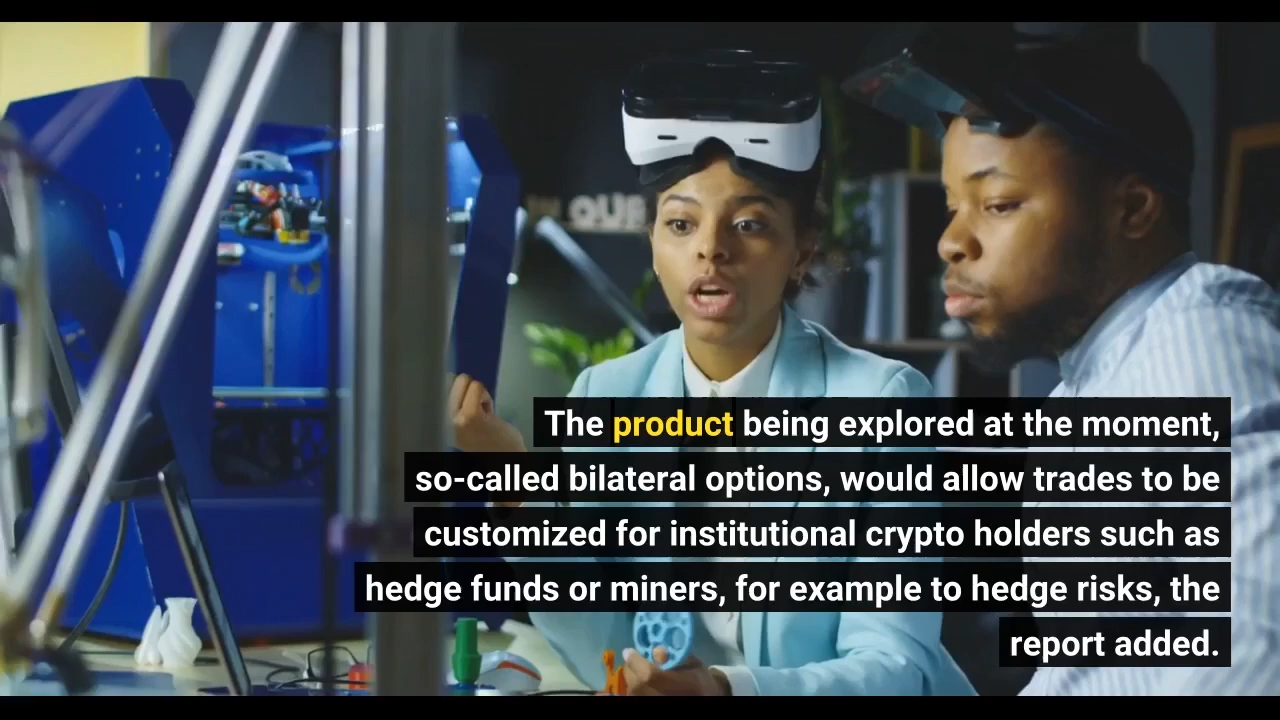 OUR
The product being explored at the moment,
so-called bilateral options, would allow trades to be
customized for institutional crypto holders such as
hedge funds or miners, for example to hedge risks, the
report added.